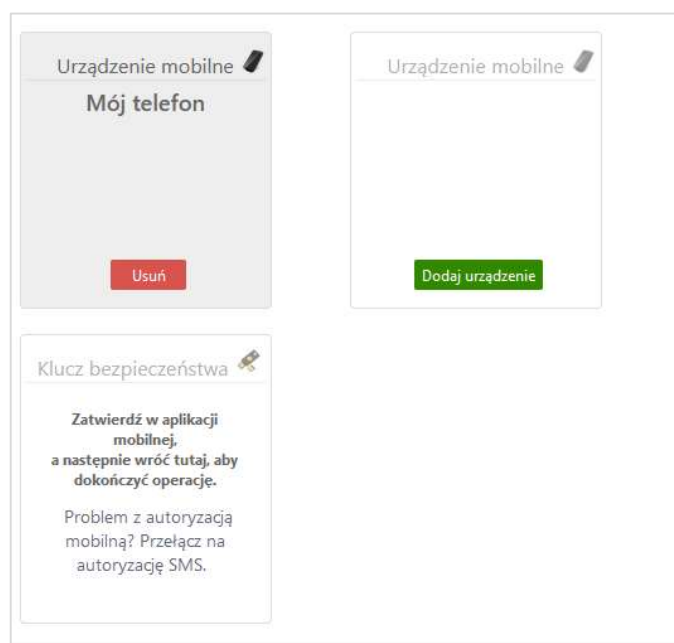 Urządzenie mobilne
Mój telefon
Usuń
Urządzenie mobilne
Dodaj urządzenie
Klucz bezpieczeństwa
Zatwierdź w aplikacji
mobilnej,
a następnie wróć tutaj, aby
dokończyć operację.
Problem z autoryzacją
mobilną? Przełącz na
autoryzację SMS.